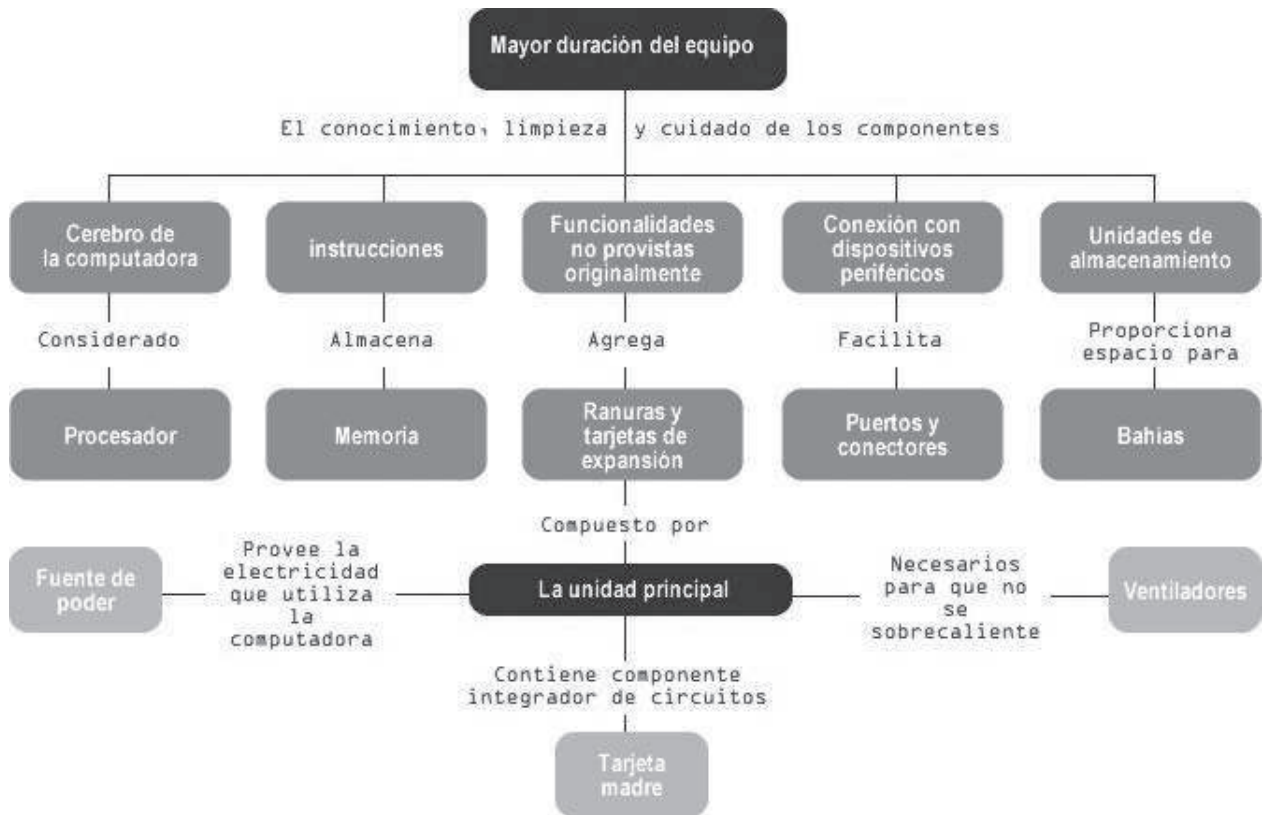 Mayor duración del equipo
El conocimiento, limpieza y cuidado de los componentes
Cerebro de
la computadora
instrucciones
Funcionalidades
no provistas
originalmente
Conexión con
dispositivos
periféricos
Unidades de
almacenamiento
Considerado
Almacena
Agrega
Facilita
Proporciona
espacio para
Procesador
Memoria
Ranuras y
tarjetas de
expansión
Puertos y
conectores
Bahias
Compuesto por
Fuente de
poder
Provee la
electricidad
que utiliza
la
computadora
La unidad principal
Necesarios
para que no
se
sobrecaliente
Ventiladores
Contiene componente
integrador de circuitos
Tarjeta
madre